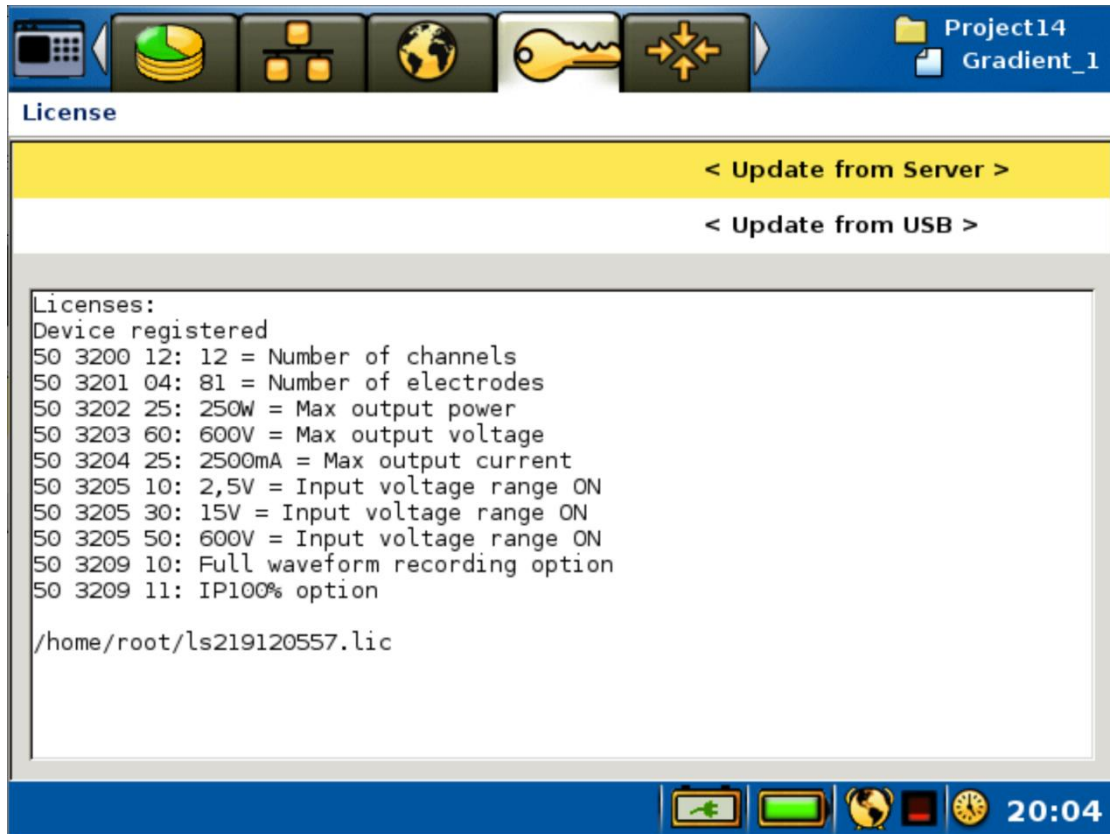 Project14
Gradient_1
License
< Update from Server >
< Update from USB >
Licenses:
Device registered
50 3200 12: 12 = Number of channels
50 3201 04: 81 = Number of electrodes
50 3202 25: 250W = Max output power
50 3203 60: 600V = Max output voltage
50 3204 25: 2500mA = Max output current
50 3205 10: 2,5V = Input voltage range ON
50 3205 30: 15V = Input voltage range ON
50 3205 50: 600V = Input voltage range ON
50 3209 10: Full waveform recording option
50 3209 11: IP100% option
/home/root/ls219120557.lic
20:04